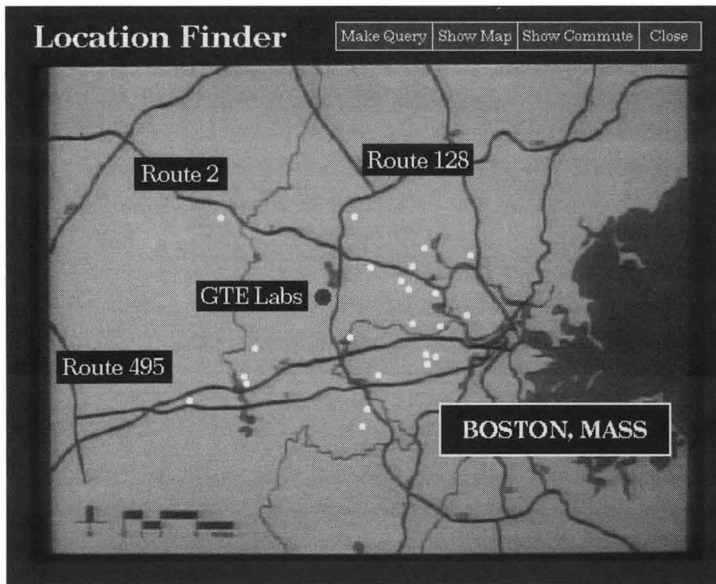 Location Finder
Make Query
Show Map
Show Commute
Close
Route 128
Route 2
GTE Labs
Route 495
BOSTON, MASS